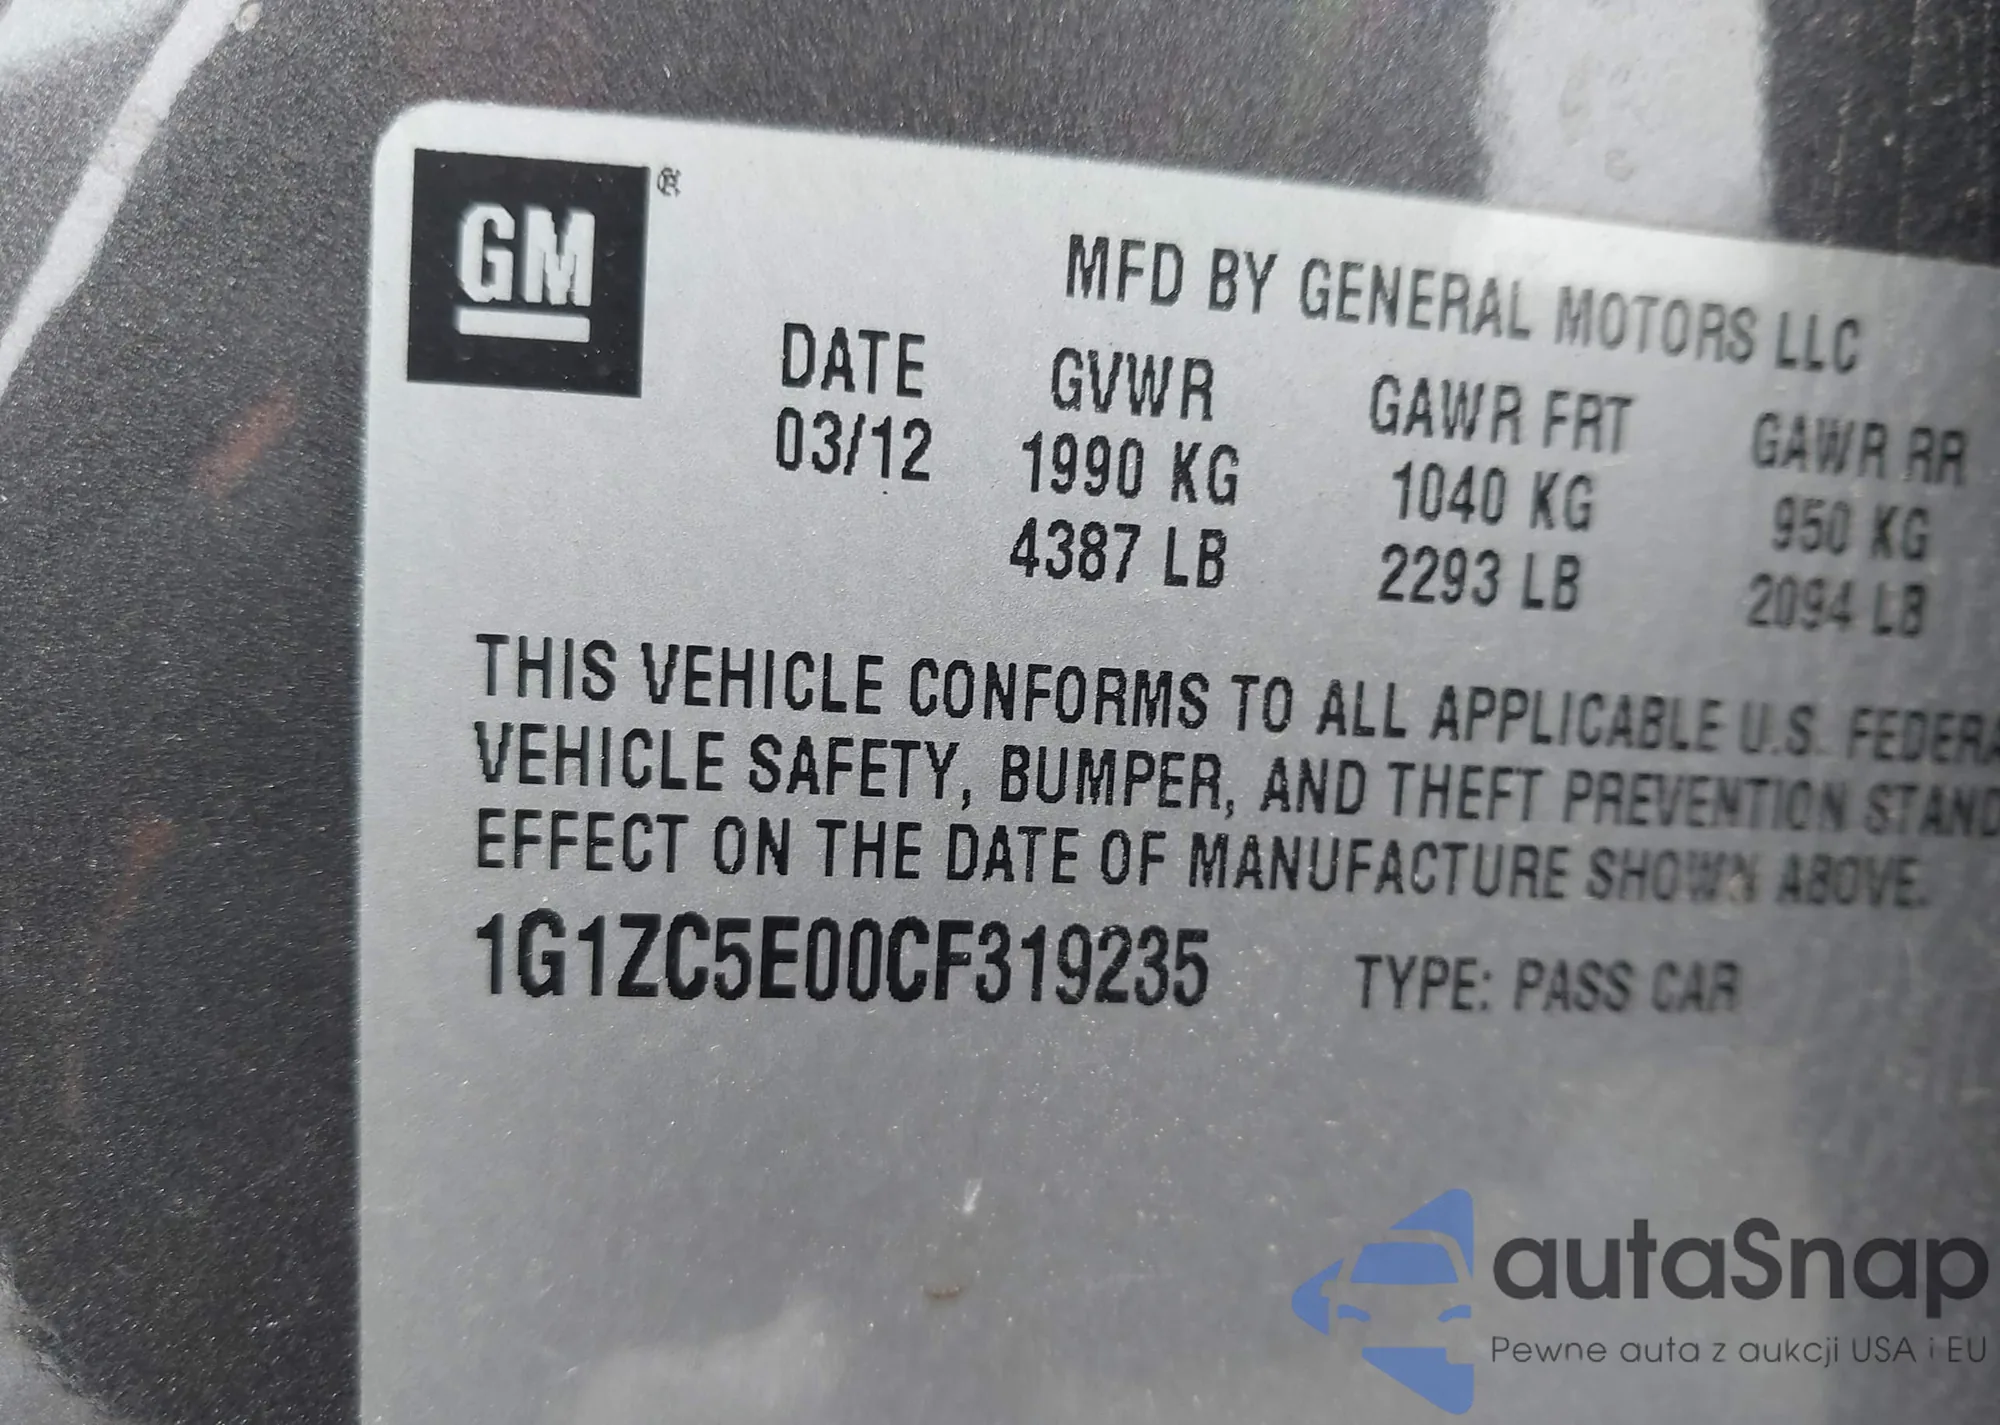 GM ®
MFD BY GENERAL MOTORS LLC
DATE GVWR GAWR FRT GAWR RR
03/12 1990 KG 1040 KG 950 KG
4387 LB 2293 LB 2094 LB
THIS VEHICLE CONFORMS TO ALL APPLICABLE U.S. FEDERA
VEHICLE SAFETY, BUMPER, AND THEFT PREVENTION STAND
EFFECT ON THE DATE OF MANUFACTURE SHOWN ABOVE.
1G1ZC5E00CF319235 TYPE: PASS CAR
autaSnap
Pewne auta z aukcji USA i EU